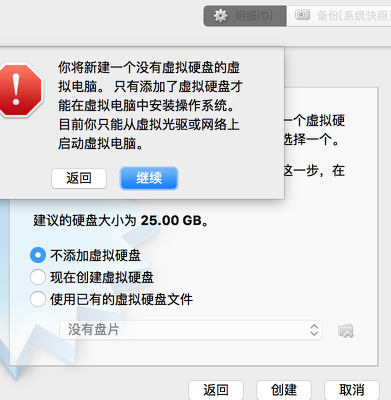 明细(D)
备份[系统快照]
你将新建一个没有虚拟硬盘的虚
拟电脑。 只有添加了虚拟硬盘才
能在虚拟电脑中安装操作系统。
目前你只能从虚拟光驱或网络上
启动虚拟电脑。
返回
继续
一个虚拟硬
选择一个。
这一步，在
建议的硬盘大小为 25.00 GB。
不添加虚拟硬盘
现在创建虚拟硬盘
使用已有的虚拟硬盘文件
没有盘片
返回
创建
取消